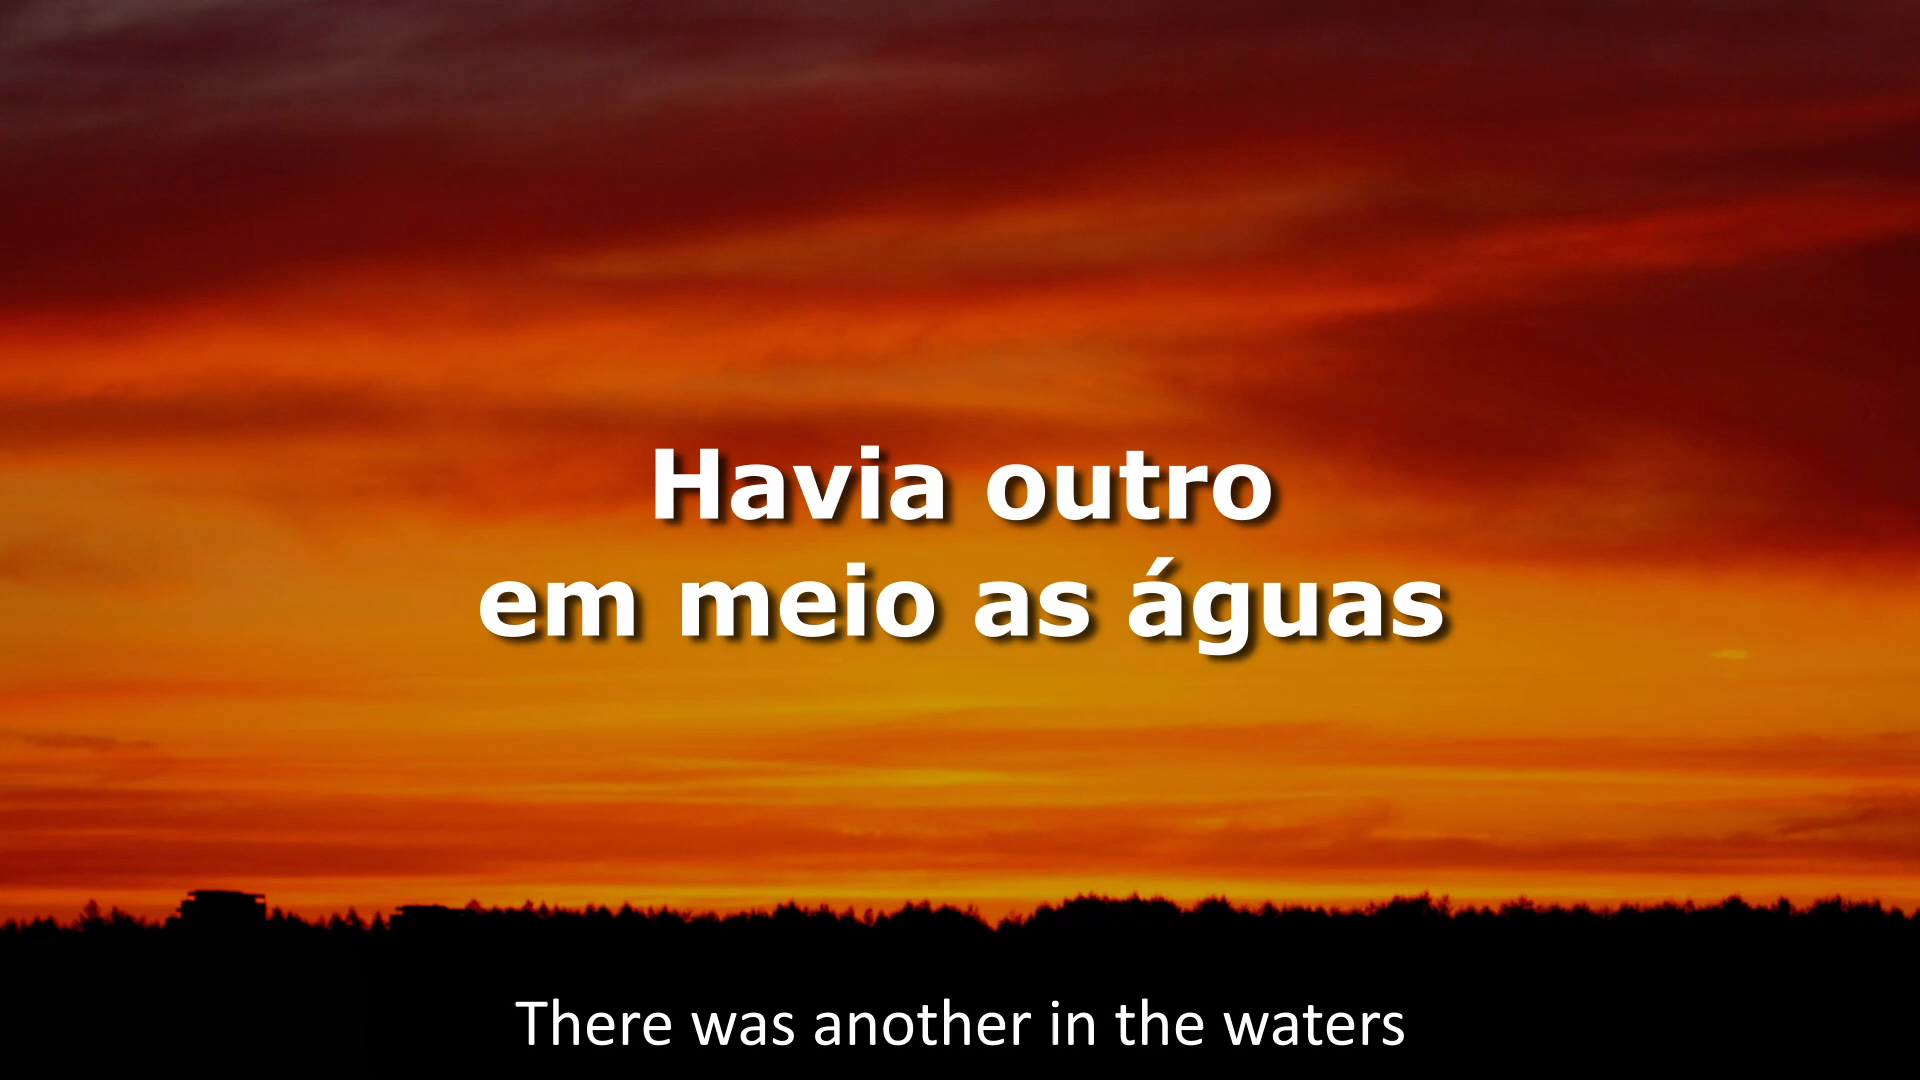 Havia outro
em meio as águas
There was another in the waters